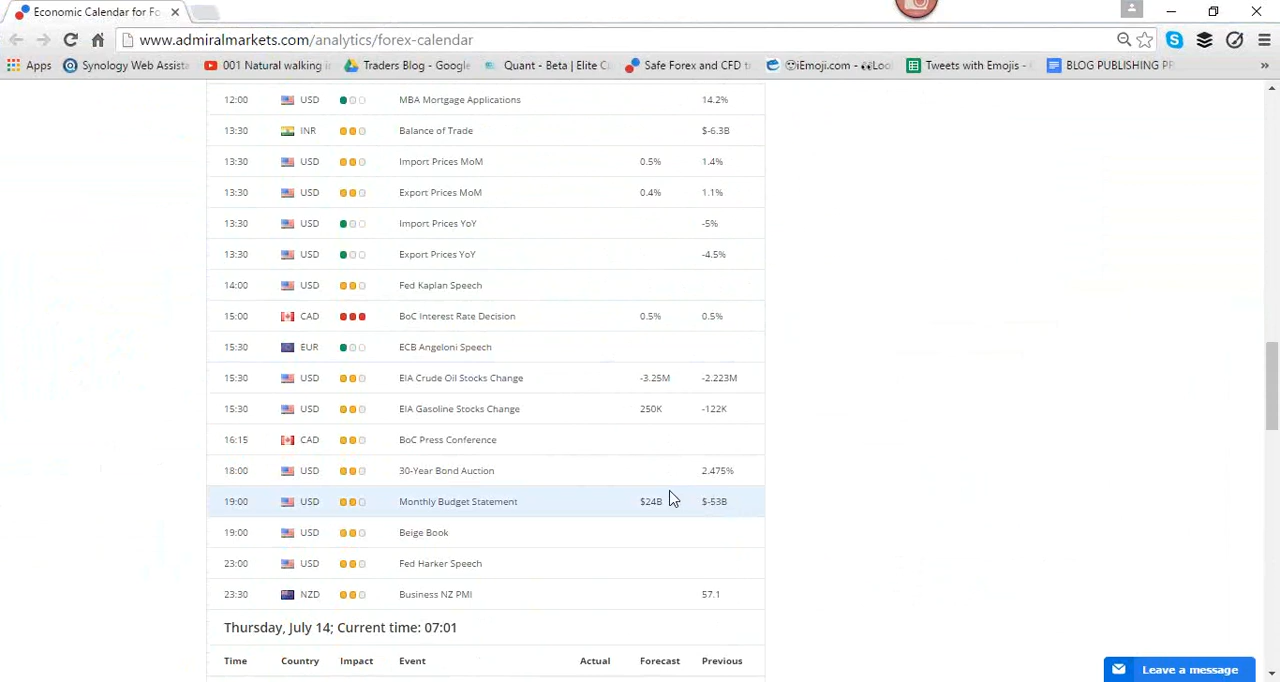 Economic Calendar for Fo
www.admiralmarkets.com/analytics/forex-calendar
Apps Synology Web Assista 001 Natural walking i Traders Blog - Google Quant - Beta | Elite C Safe Forex and CFD t iEmoji.com - 👀Loo Tweets with Emojis - BLOG PUBLISHING PR »
12:00 USD MBA Mortgage Applications 14.2%
13:30 INR Balance of Trade $-6.3B
13:30 USD Import Prices MoM 0.5% 1.4%
13:30 USD Export Prices MoM 0.4% 1.1%
13:30 USD Import Prices YoY -5%
13:30 USD Export Prices YoY -4.5%
14:00 USD Fed Kaplan Speech
15:00 CAD BoC Interest Rate Decision 0.5% 0.5%
15:30 EUR ECB Angeloni Speech
15:30 USD EIA Crude Oil Stocks Change -3.25M -2.223M
15:30 USD EIA Gasoline Stocks Change 250K -122K
16:15 CAD BoC Press Conference
18:00 USD 30-Year Bond Auction 2.475%
19:00 USD Monthly Budget Statement $24B $-53B
19:00 USD Beige Book
23:00 USD Fed Harker Speech
23:30 NZD Business NZ PMI 57.1
Thursday, July 14; Current time: 07:01
Time Country Impact Event Actual Forecast Previous
Leave a message